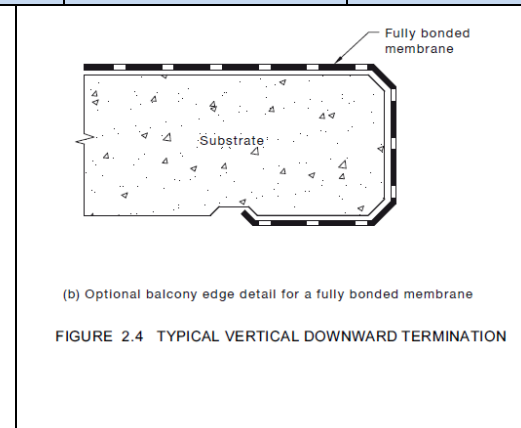 Fully bonded
membrane
Substrate
(b) Optional balcony edge detail for a fully bonded membrane
FIGURE 2.4 TYPICAL VERTICAL DOWNWARD TERMINATION